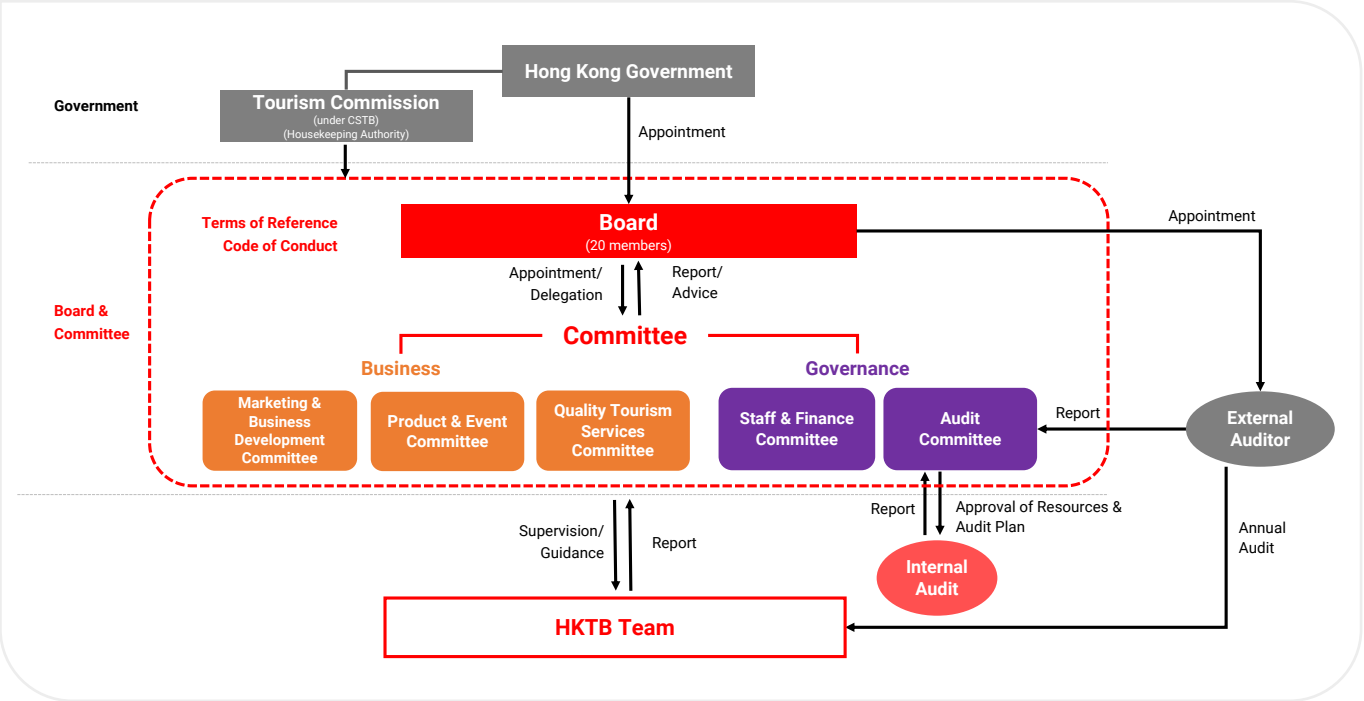 Hong Kong Government
Government
Tourism Commission
(under CSTB)
(Housekeeping Authority)
Appointment
Terms of Reference
Code of Conduct
Board
(20 members)
Appointment
Appointment/
Delegation
Report/
Advice
Board &
Committee
Committee
Business
Governance
Marketing &
Business
Development
Committee
Product & Event
Committee
Quality Tourism
Services
Committee
Staff & Finance
Committee
Audit
Committee
Report
External
Auditor
Supervision/
Guidance
Report
Report
Approval of Resources &
Audit Plan
Annual
Audit
Internal
Audit
HKTB Team